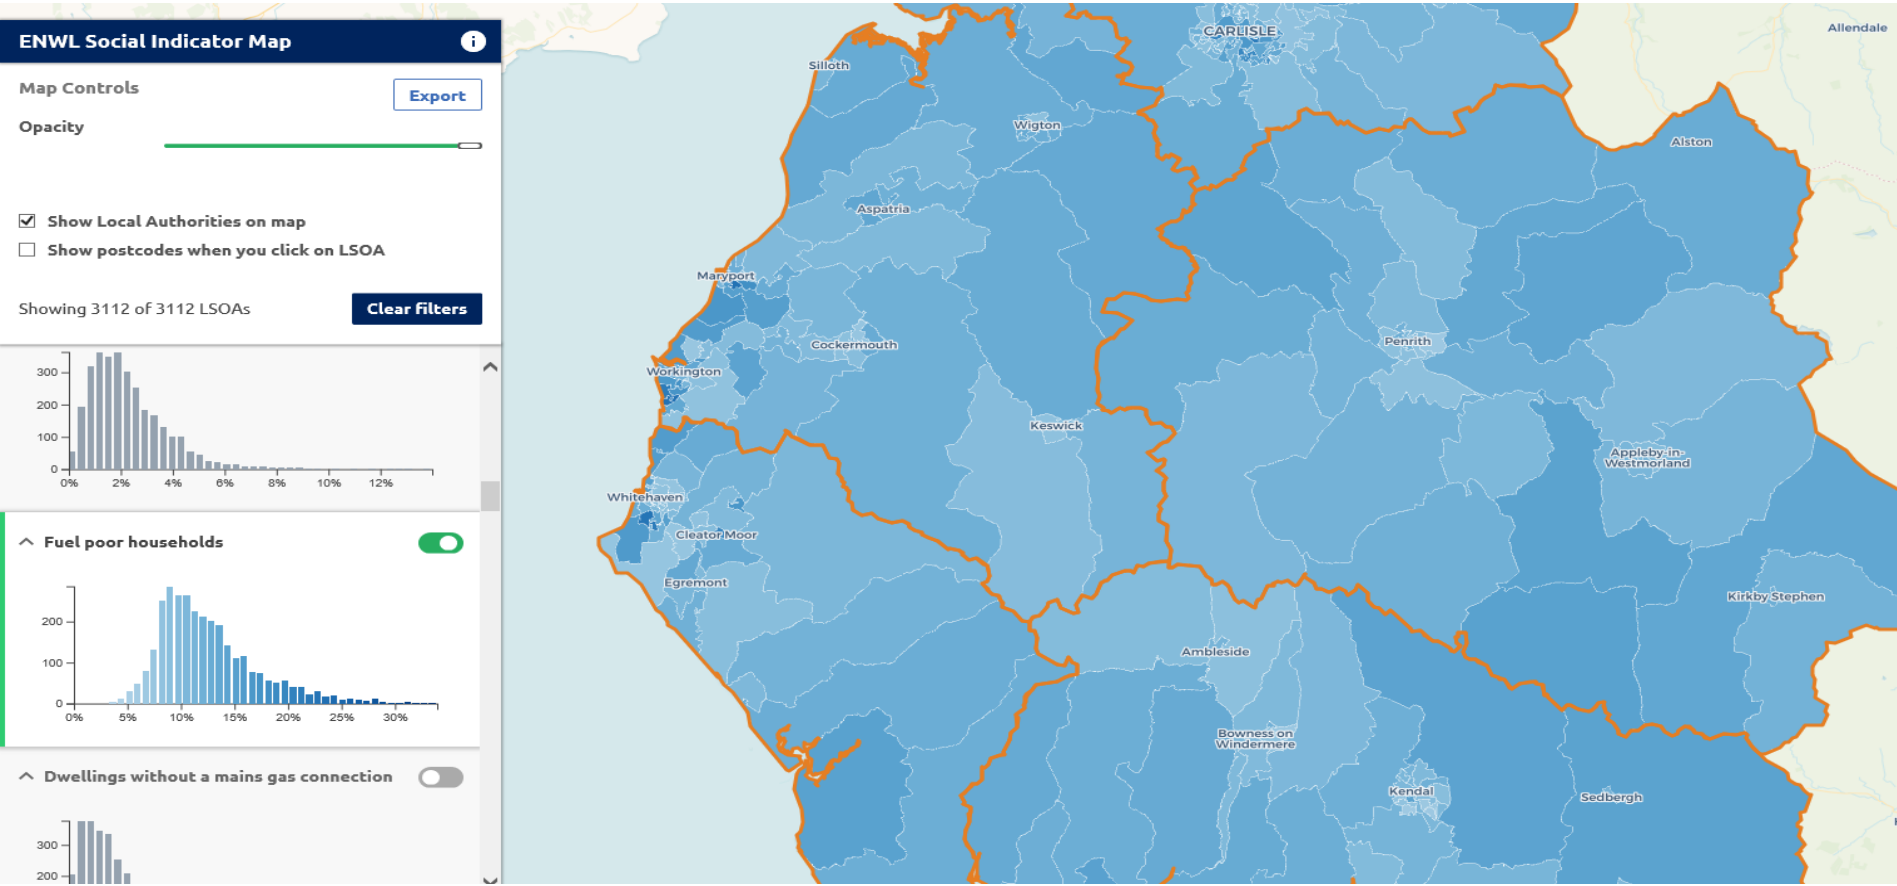 ENWL Social Indicator Map
i
Map Controls
Export
Opacity
Show Local Authorities on map
Show postcodes when you click on LSOA
Showing 3112 of 3112 LSOAs
Clear filters
300
200
100
0
0% 2% 4% 6% 8% 10% 12%
Fuel poor households
200
100
0
0% 5% 10% 15% 20% 25% 30%
Dwellings without a mains gas connection
300
200
CARLISLE
Allendale
Silloth
Wigton
Alston
Aspatria
Maryport
Cockermouth
Penrith
Workington
Keswick
Appleby-in-
Westmorland
Whitehaven
Cleator Moor
Egremont
Kirkby Stephen
Ambleside
Bowness on
Windermere
Kendal
Sedbergh